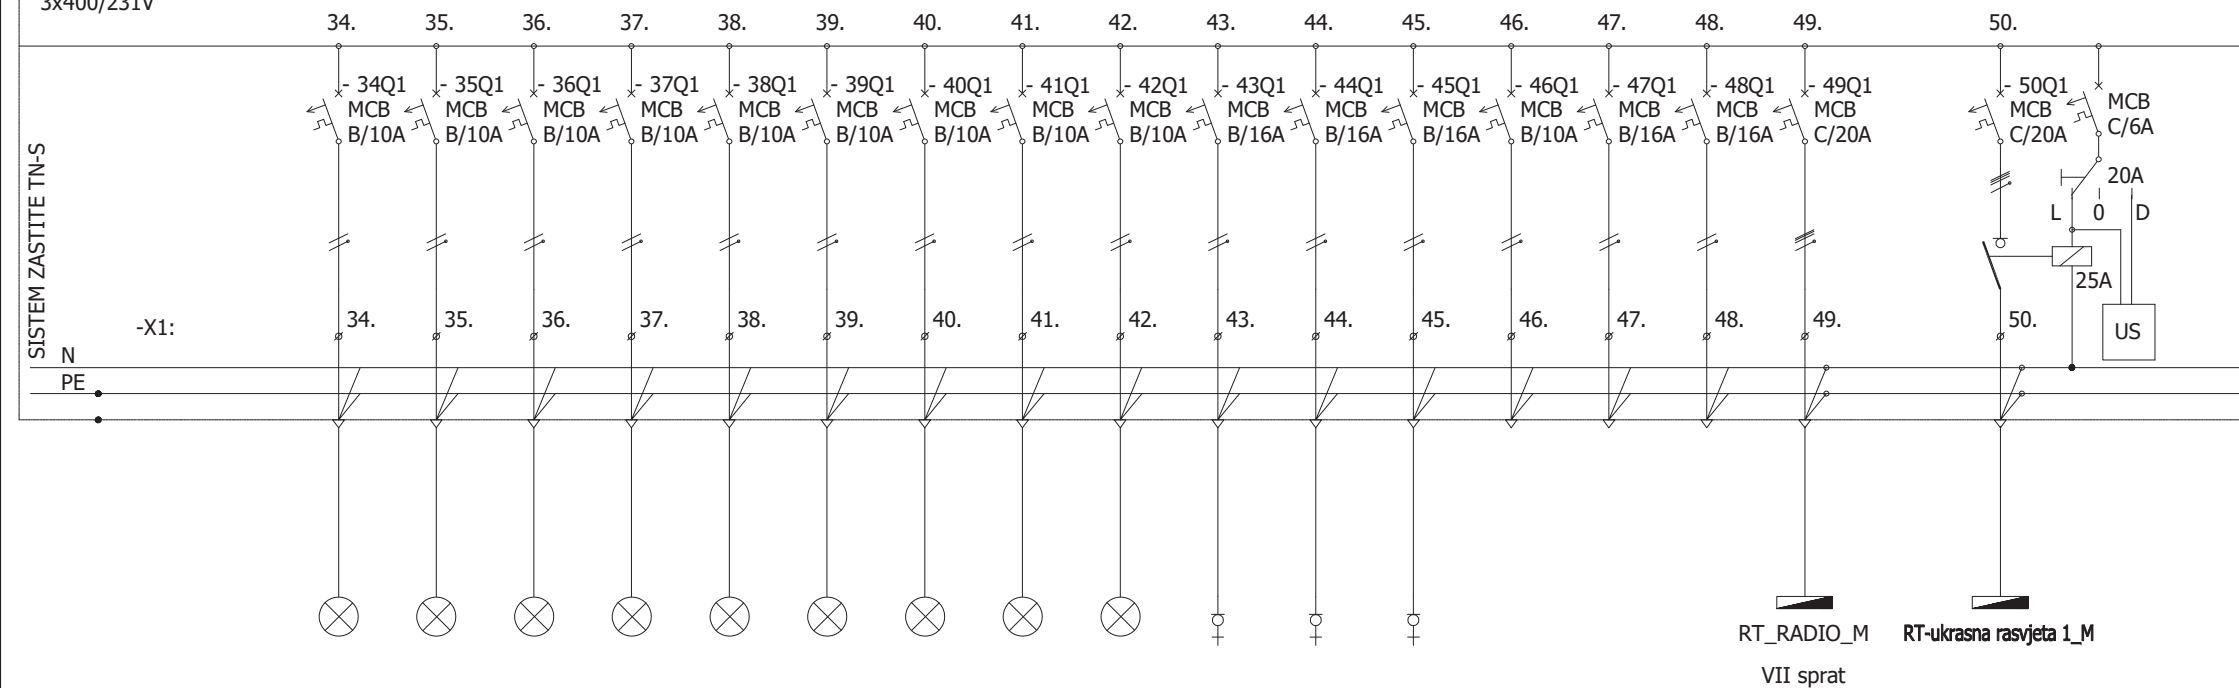 3x400/231V
34. 35. 36. 37. 38. 39. 40. 41. 42. 43. 44. 45. 46. 47. 48. 49. 50.
- 34Q1 - 35Q1 - 36Q1 - 37Q1 - 38Q1 - 39Q1 - 40Q1 - 41Q1 - 42Q1 - 43Q1 - 44Q1 - 45Q1 - 46Q1 - 47Q1 - 48Q1 - 49Q1 - 50Q1
MCB MCB MCB MCB MCB MCB MCB MCB MCB MCB MCB MCB MCB MCB MCB MCB MCB MCB
B/10A B/10A B/10A B/10A B/10A B/10A B/10A B/10A B/10A B/16A B/16A B/16A B/10A B/16A B/16A C/20A C/20A C/6A
20A
L 0 D
25A
US
SISTEM ZASTITE TN-S
-X1:
34. 35. 36. 37. 38. 39. 40. 41. 42. 43. 44. 45. 46. 47. 48. 49. 50.
N
PE
RT_RADIO_M RT-ukrasna rasvjeta 1_M
VII sprat